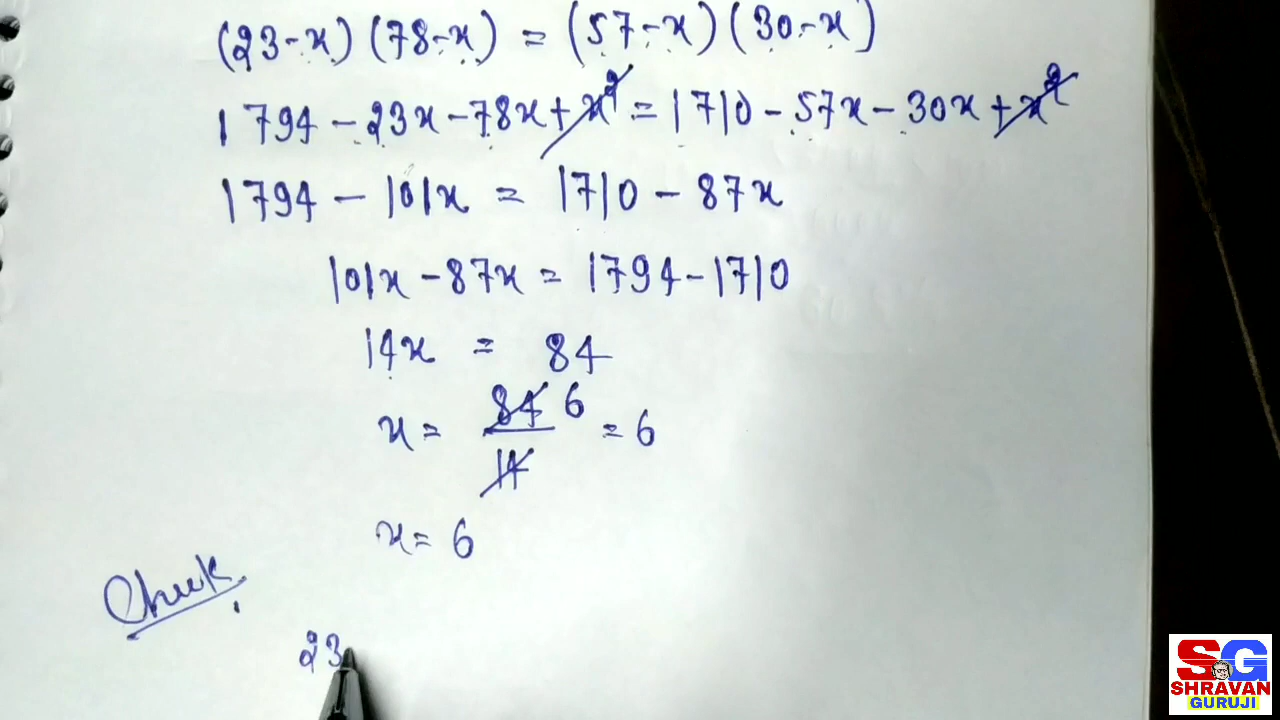 (23-x)(78-x) = (57-x)(30-x)
1794 - 23x - 78x + x² = 1710 - 57x - 30x + x²
1794 - 101x = 1710 - 87x
101x - 87x = 1794 - 1710
14x = 84
x = 84/14 6 = 6
x = 6
Check
23
SG
SHRAVAN
GURUJI